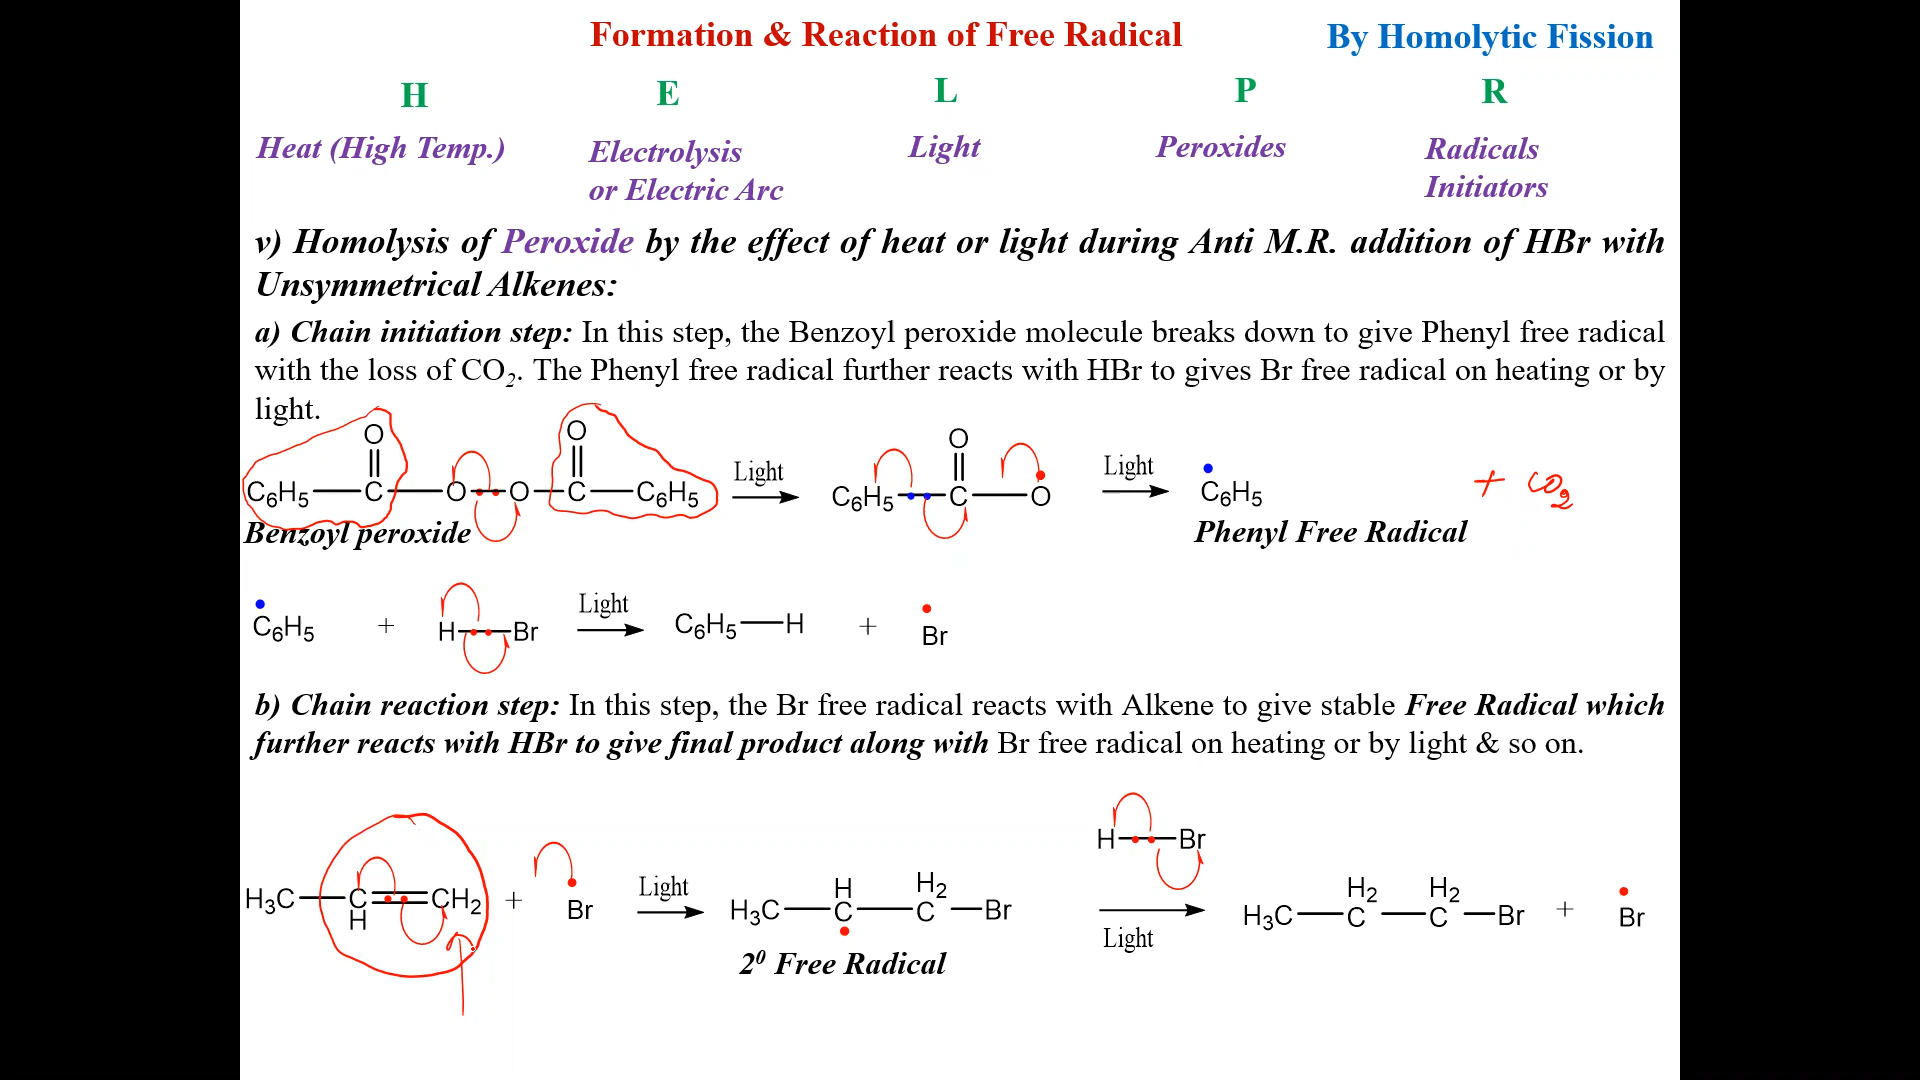 Formation & Reaction of Free Radical
By Homolytic Fission
H E L P R
Heat (High Temp.)
Electrolysis
or Electric Arc
Light
Peroxides
Radicals
Initiators
v) Homolysis of Peroxide by the effect of heat or light during Anti M.R. addition of HBr with
Unsymmetrical Alkenes:
a) Chain initiation step: In this step, the Benzoyl peroxide molecule breaks down to give Phenyl free radical
with the loss of CO₂. The Phenyl free radical further reacts with HBr to gives Br free radical on heating or by
light.
O O O
C₆H₅ C O O C C₆H₅ Light C₆H₅ C O Light C₆H₅ + CO₂
Benzoyl peroxide
Phenyl Free Radical
C₆H₅ + H Br Light C₆H₅ H + Br
b) Chain reaction step: In this step, the Br free radical reacts with Alkene to give stable Free Radical which
further reacts with HBr to give final product along with Br free radical on heating or by light & so on.
H Br
H H₂ H₂ H₂
H₃C C CH₂ + Br Light H₃C C C Br Light H₃C C C Br + Br
H
2⁰ Free Radical